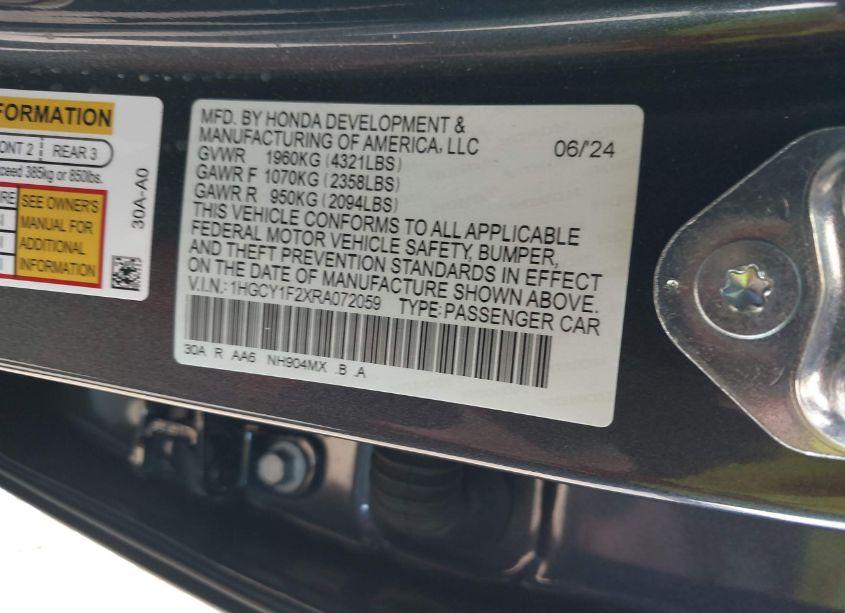 FORMATION
ONT 2 REAR 3
ceed 385kg or 850lbs.
SEE OWNER'S
MANUAL FOR
ADDITIONAL
INFORMATION
30A-A0
MFD. BY HONDA DEVELOPMENT &
MANUFACTURING OF AMERICA, LLC 06/'24
GVWR 1960KG (4321LBS)
GAWR F 1070KG (2358LBS)
GAWR R 950KG (2094LBS)
THIS VEHICLE CONFORMS TO ALL APPLICABLE
FEDERAL MOTOR VEHICLE SAFETY, BUMPER,
AND THEFT PREVENTION STANDARDS IN EFFECT
ON THE DATE OF MANUFACTURE SHOWN ABOVE.
V.I.N.: 1HGCY1F2XRA072059 TYPE: PASSENGER CAR
30A R AA6 NH904MX .B .A